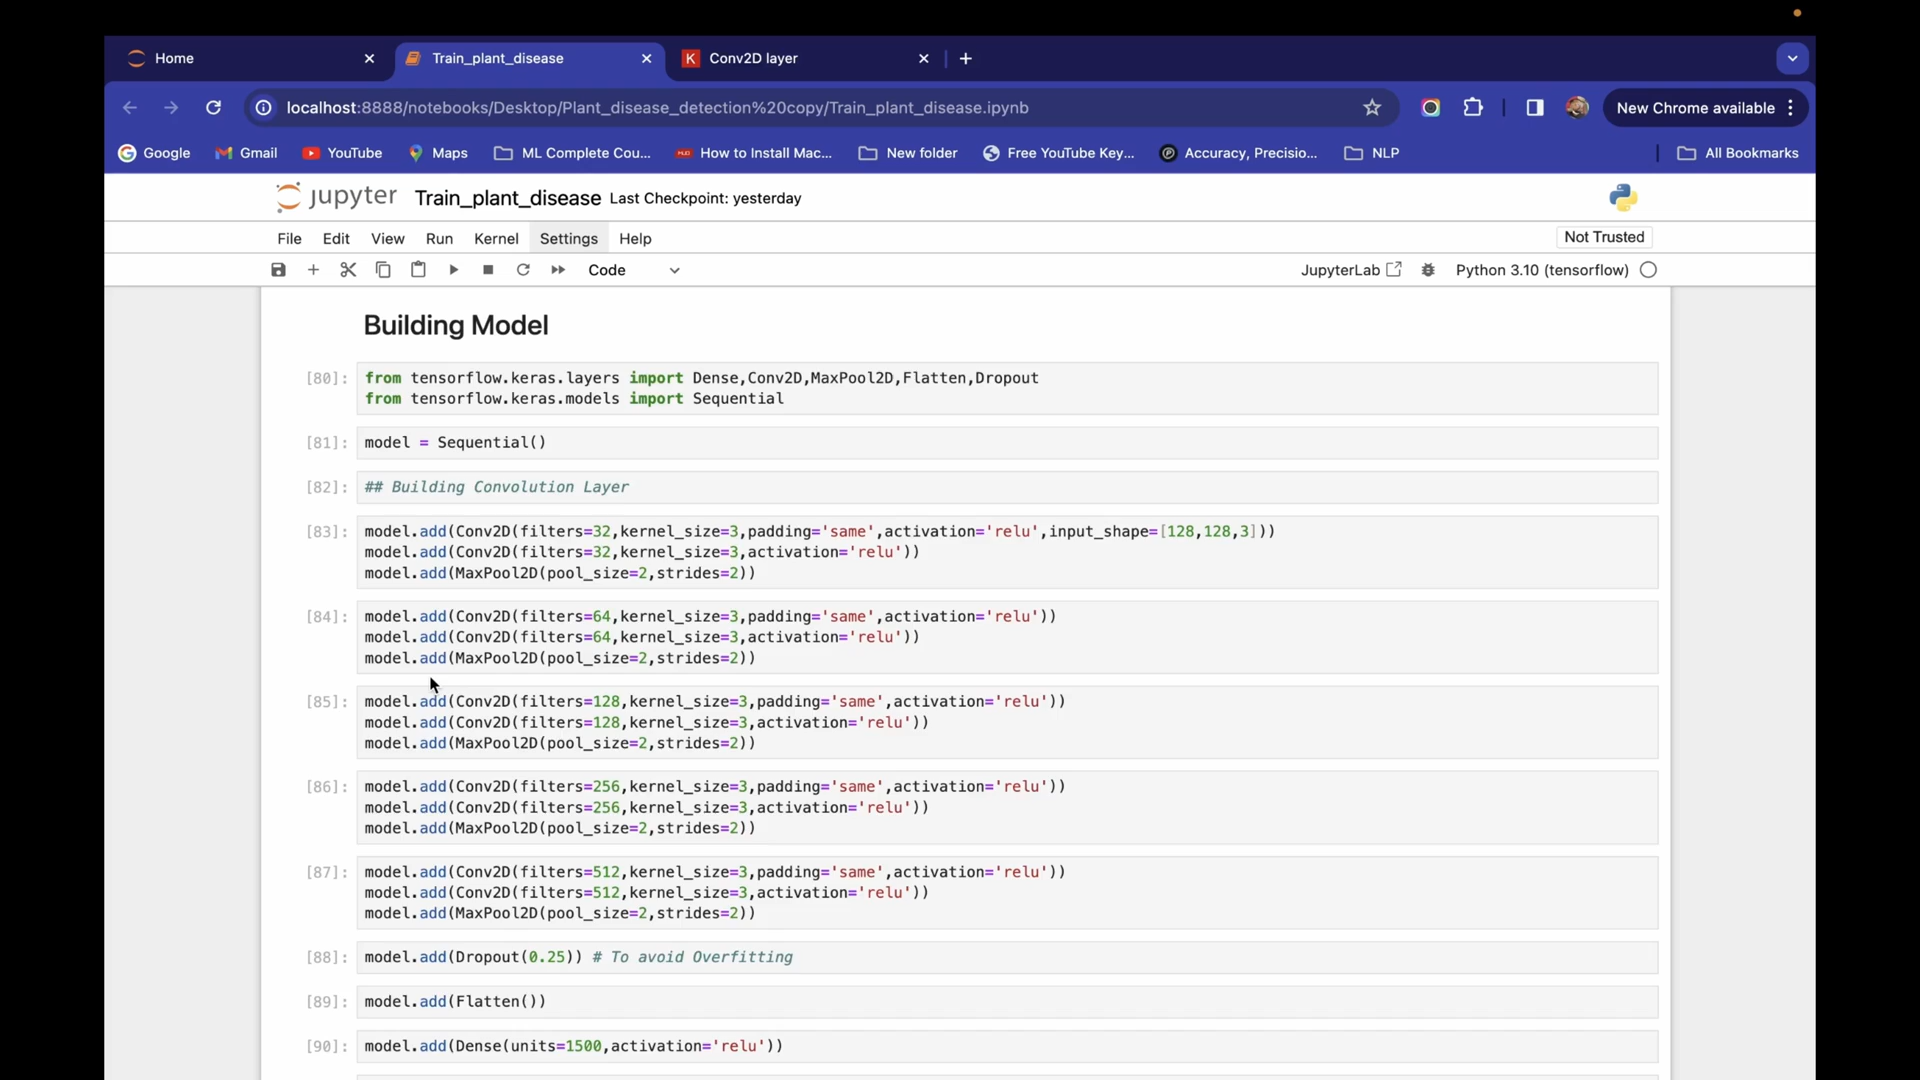 Home
Train_plant_disease
Conv2D layer
localhost:8888/notebooks/Desktop/Plant_disease_detection%20copy/Train_plant_disease.ipynb
New Chrome available
Google
Gmail
YouTube
Maps
ML Complete Cou...
How to Install Mac...
New folder
Free YouTube Key...
Accuracy, Precisio...
NLP
All Bookmarks
jupyter Train_plant_disease Last Checkpoint: yesterday
File Edit View Run Kernel Settings Help
Not Trusted
Code
JupyterLab
Python 3.10 (tensorflow)
Building Model
[80]: from tensorflow.keras.layers import Dense,Conv2D,MaxPool2D,Flatten,Dropout
from tensorflow.keras.models import Sequential
[81]: model = Sequential()
[82]: ## Building Convolution Layer
[83]: model.add(Conv2D(filters=32,kernel_size=3,padding='same',activation='relu',input_shape=[128,128,3]))
model.add(Conv2D(filters=32,kernel_size=3,activation='relu'))
model.add(MaxPool2D(pool_size=2,strides=2))
[84]: model.add(Conv2D(filters=64,kernel_size=3,padding='same',activation='relu'))
model.add(Conv2D(filters=64,kernel_size=3,activation='relu'))
model.add(MaxPool2D(pool_size=2,strides=2))
[85]: model.add(Conv2D(filters=128,kernel_size=3,padding='same',activation='relu'))
model.add(Conv2D(filters=128,kernel_size=3,activation='relu'))
model.add(MaxPool2D(pool_size=2,strides=2))
[86]: model.add(Conv2D(filters=256,kernel_size=3,padding='same',activation='relu'))
model.add(Conv2D(filters=256,kernel_size=3,activation='relu'))
model.add(MaxPool2D(pool_size=2,strides=2))
[87]: model.add(Conv2D(filters=512,kernel_size=3,padding='same',activation='relu'))
model.add(Conv2D(filters=512,kernel_size=3,activation='relu'))
model.add(MaxPool2D(pool_size=2,strides=2))
[88]: model.add(Dropout(0.25)) # To avoid Overfitting
[89]: model.add(Flatten())
[90]: model.add(Dense(units=1500,activation='relu'))